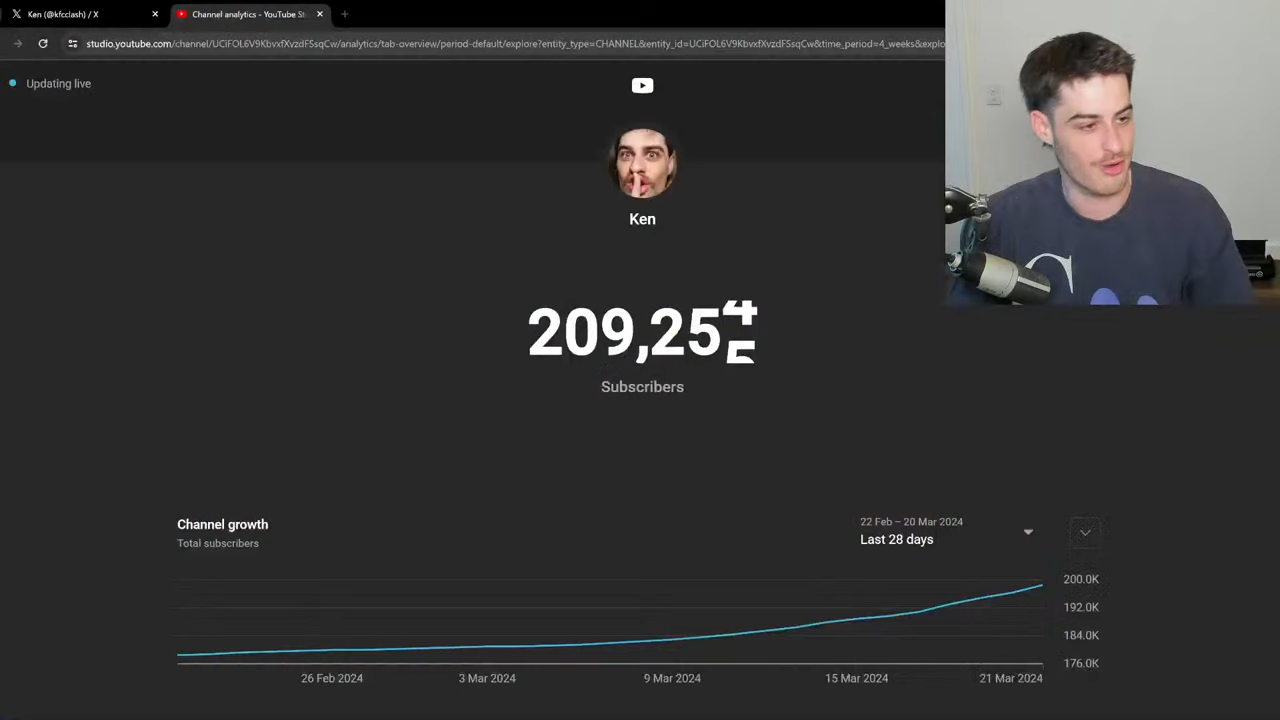 Ken (@kfcclash) / X
Channel analytics - YouTube St
studio.youtube.com/channel/UCiFOL6V9KbvxfXvzdFSsqCw/analytics/tab-overview/period-default/explore?entity_type=CHANNEL&entity_id=UCiFOL6V9KbvxfXvzdFSsqCw&time_period=4_weeks&explo
Updating live
Ken
209,25
Subscribers
Channel growth
Total subscribers
22 Feb – 20 Mar 2024
Last 28 days
200.0K
192.0K
184.0K
176.0K
26 Feb 2024
3 Mar 2024
9 Mar 2024
15 Mar 2024
21 Mar 2024